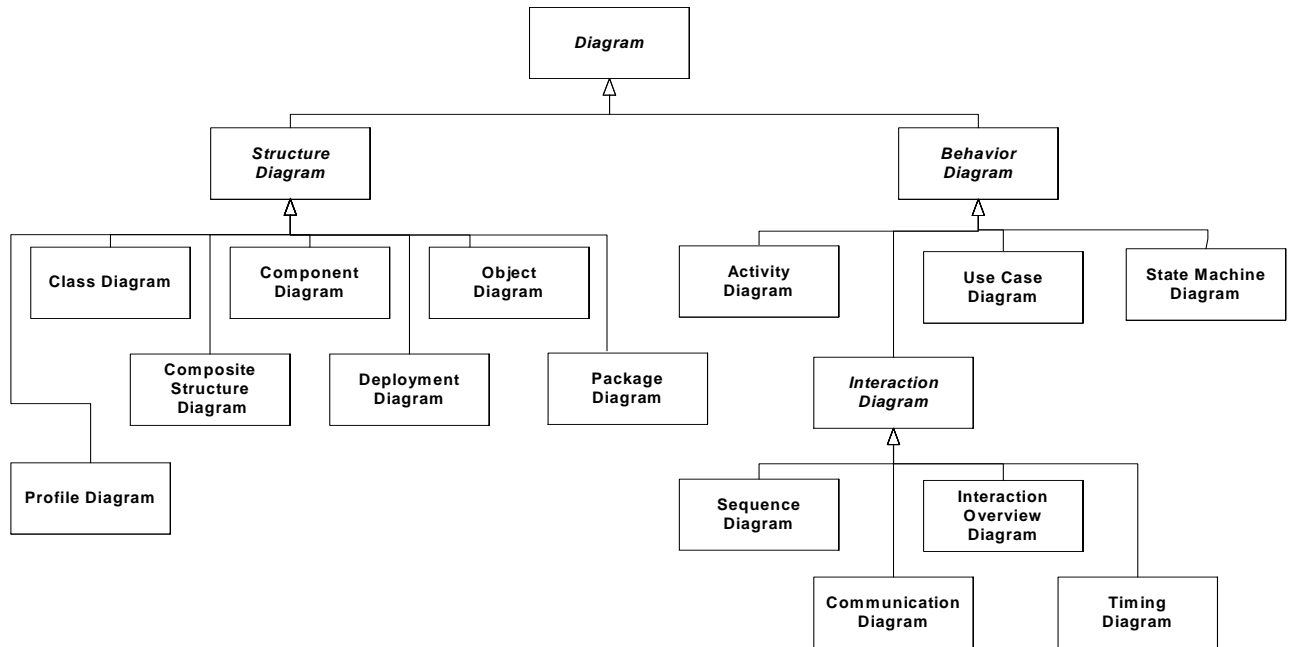 Diagram
Structure
Diagram
Behavior
Diagram
Class Diagram
Component
Diagram
Object
Diagram
Activity
Diagram
Use Case
Diagram
State Machine
Diagram
Composite
Structure
Diagram
Deployment
Diagram
Package
Diagram
Interaction
Diagram
Profile Diagram
Sequence
Diagram
Interaction
Overview
Diagram
Communication
Diagram
Timing
Diagram